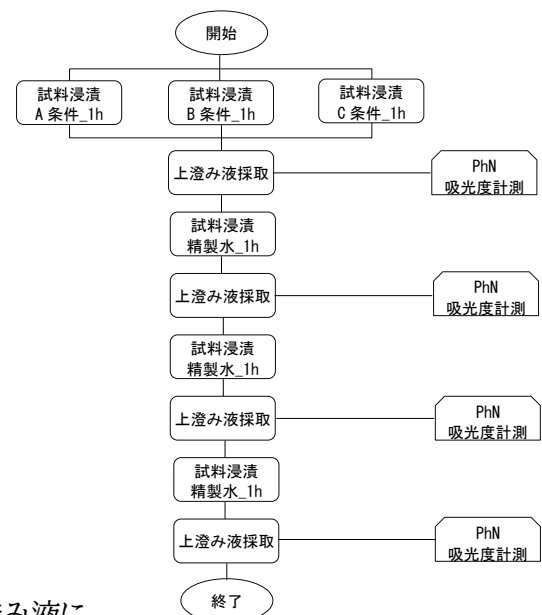 開始
試料浸漬
A 条件_1h
試料浸漬
B 条件_1h
試料浸漬
C 条件_1h
上澄み液採取
PhN
吸光度計測
試料浸漬
精製水_1h
上澄み液採取
PhN
吸光度計測
試料浸漬
精製水_1h
上澄み液採取
PhN
吸光度計測
試料浸漬
精製水_1h
上澄み液採取
PhN
吸光度計測
終了
み液に